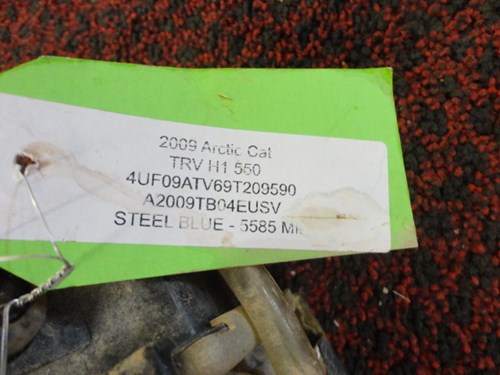 2009 Arctic Cat
TRV H1 550
4UF09ATV69T209590
A2009TB04EUSV
STEEL BLUE - 5585 MI